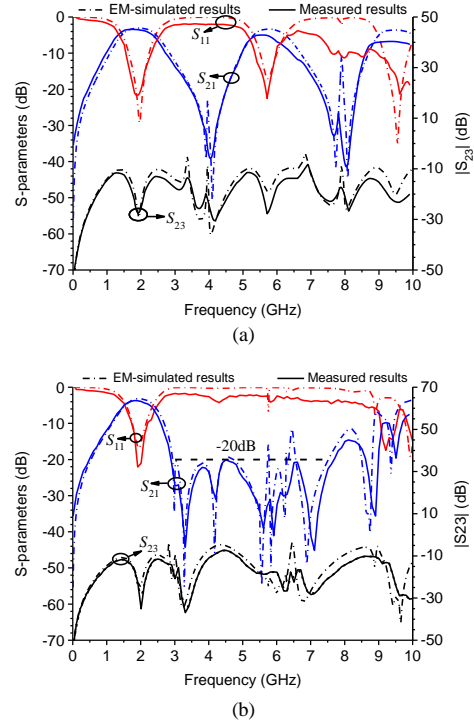 EM-simulated results Measured results
0
-10
-20
-30
-40
-50
-60
-70
S-parameters (dB)
50
40
30
20
10
0
-10
-20
-30
-50
|S23| (dB)
S11
S21
S23
0 1 2 3 4 5 6 7 8 9 10
Frequency (GHz)
(a)
EM-simulated results Measured results
0
-10
-20
-30
-40
-50
-60
-70
S-parameters (dB)
70
50
30
10
-10
-30
-50
|S23| (dB)
-20dB
S11
S21
S23
0 1 2 3 4 5 6 7 8 9 10
Frequency (GHz)
(b)